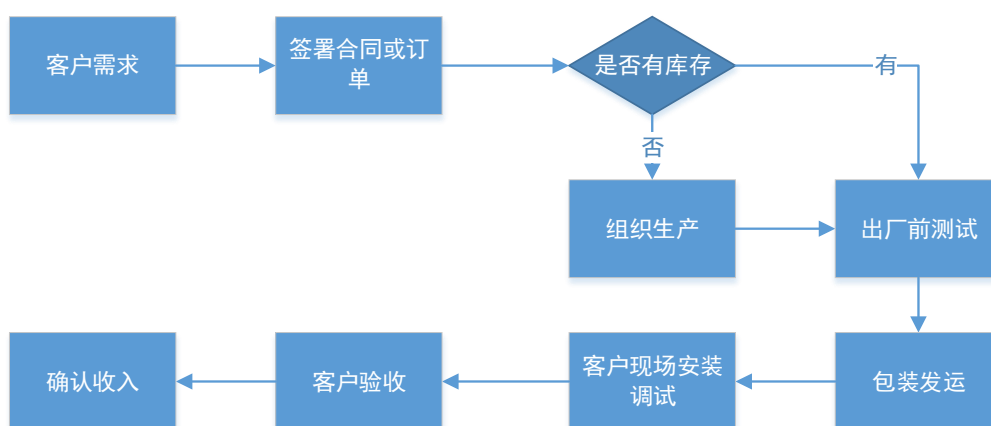 客户需求
签署合同或订
单
是否有库存
有
否
组织生产
出厂前测试
确认收入
客户验收
客户现场安装
调试
包装发运